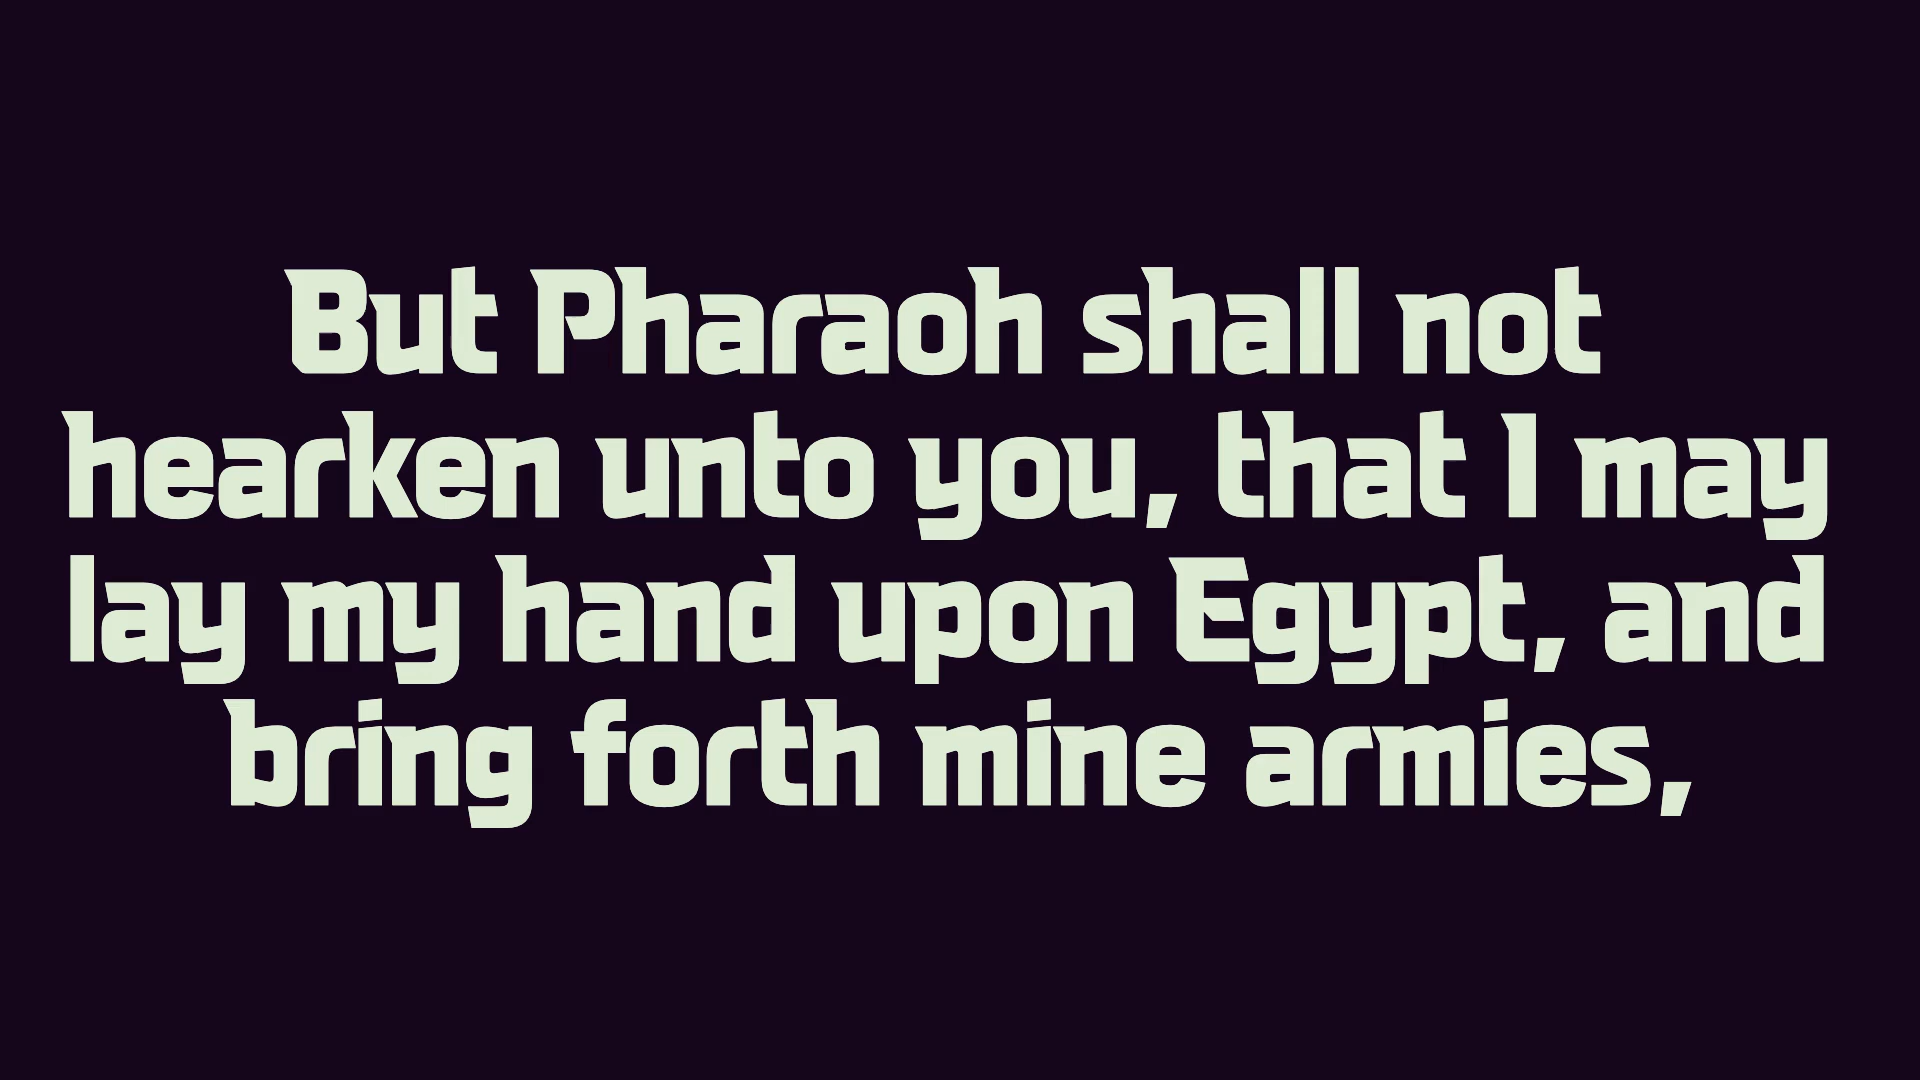 But Pharaoh shall not
hearken unto you, that I may
lay my hand upon Egypt, and
bring forth mine armies,